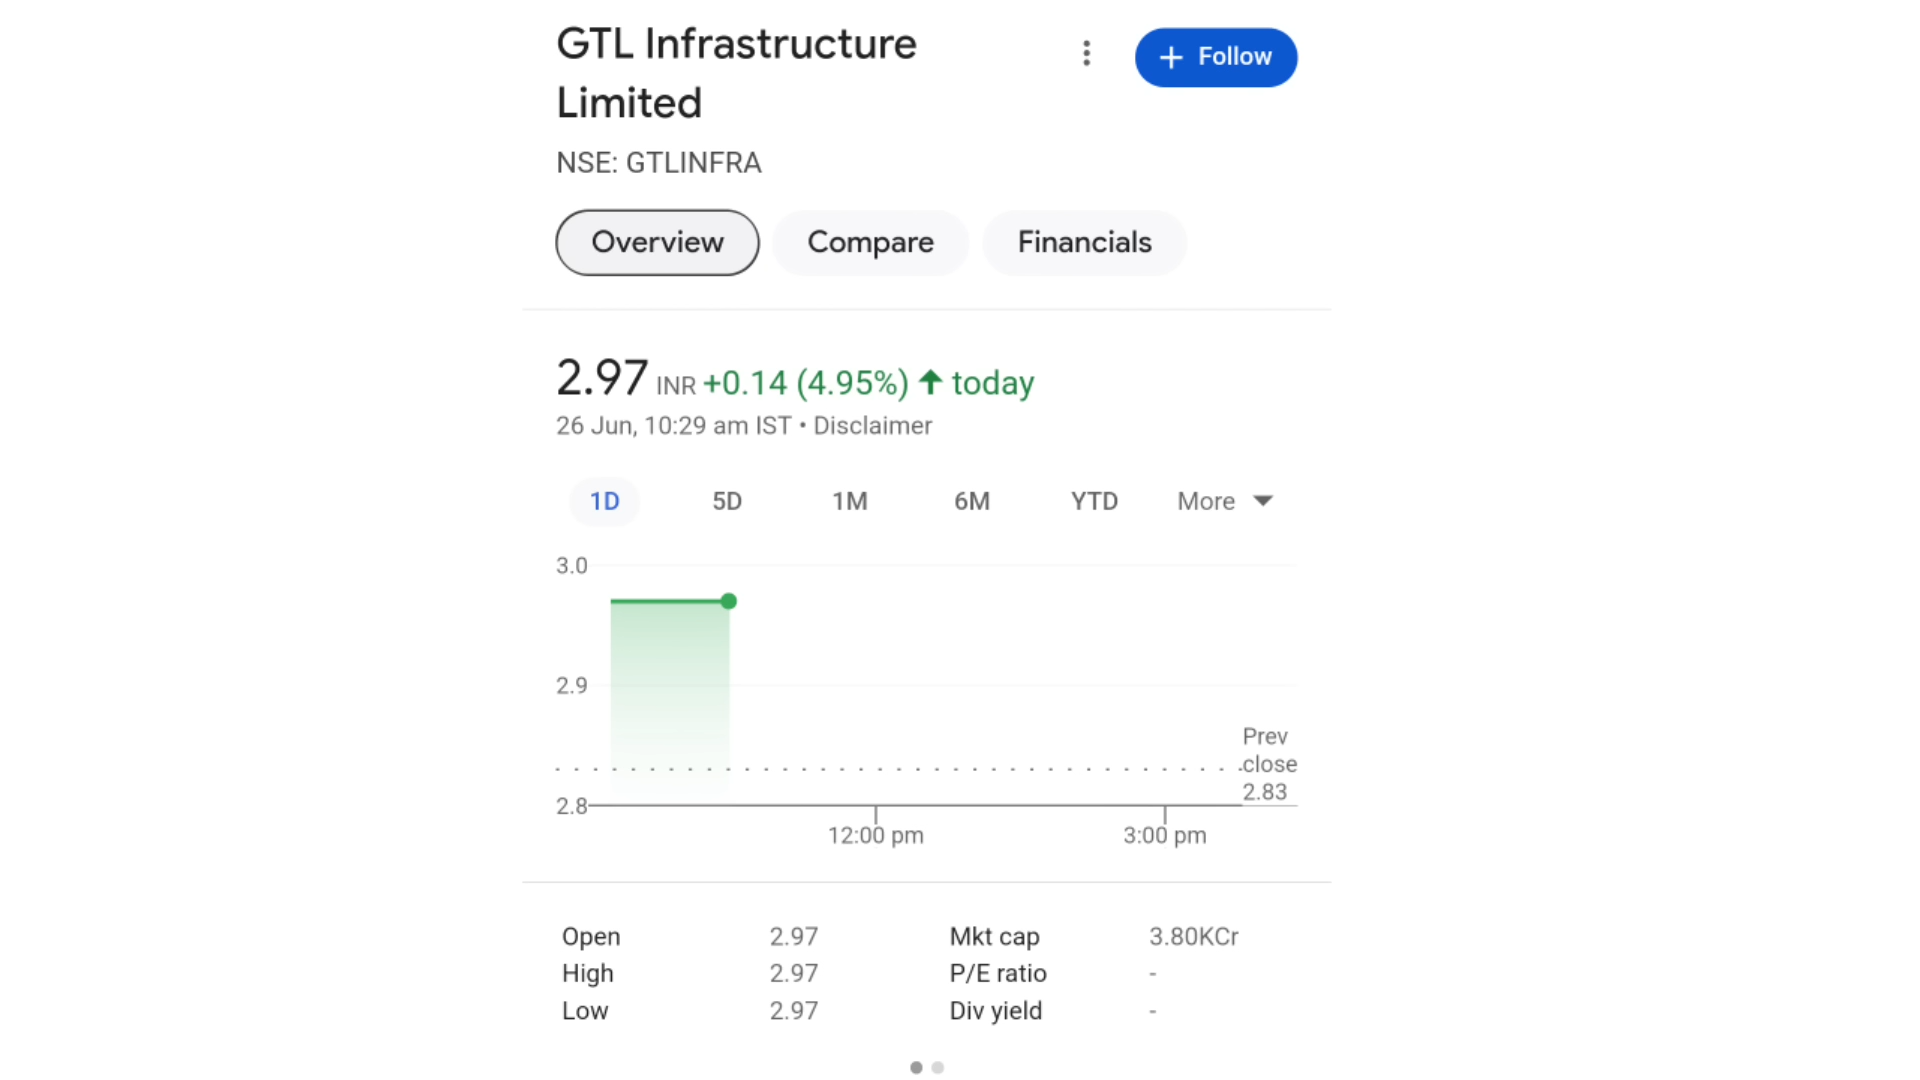 GTL Infrastructure
Limited
+ Follow
NSE: GTLINFRA
Overview Compare Financials
2.97 INR +0.14 (4.95%) ↑ today
26 Jun, 10:29 am IST • Disclaimer
1D 5D 1M 6M YTD More
3.0
2.9
Prev
close
2.83
2.8
12:00 pm 3:00 pm
Open 2.97 Mkt cap 3.80KCr
High 2.97 P/E ratio -
Low 2.97 Div yield -